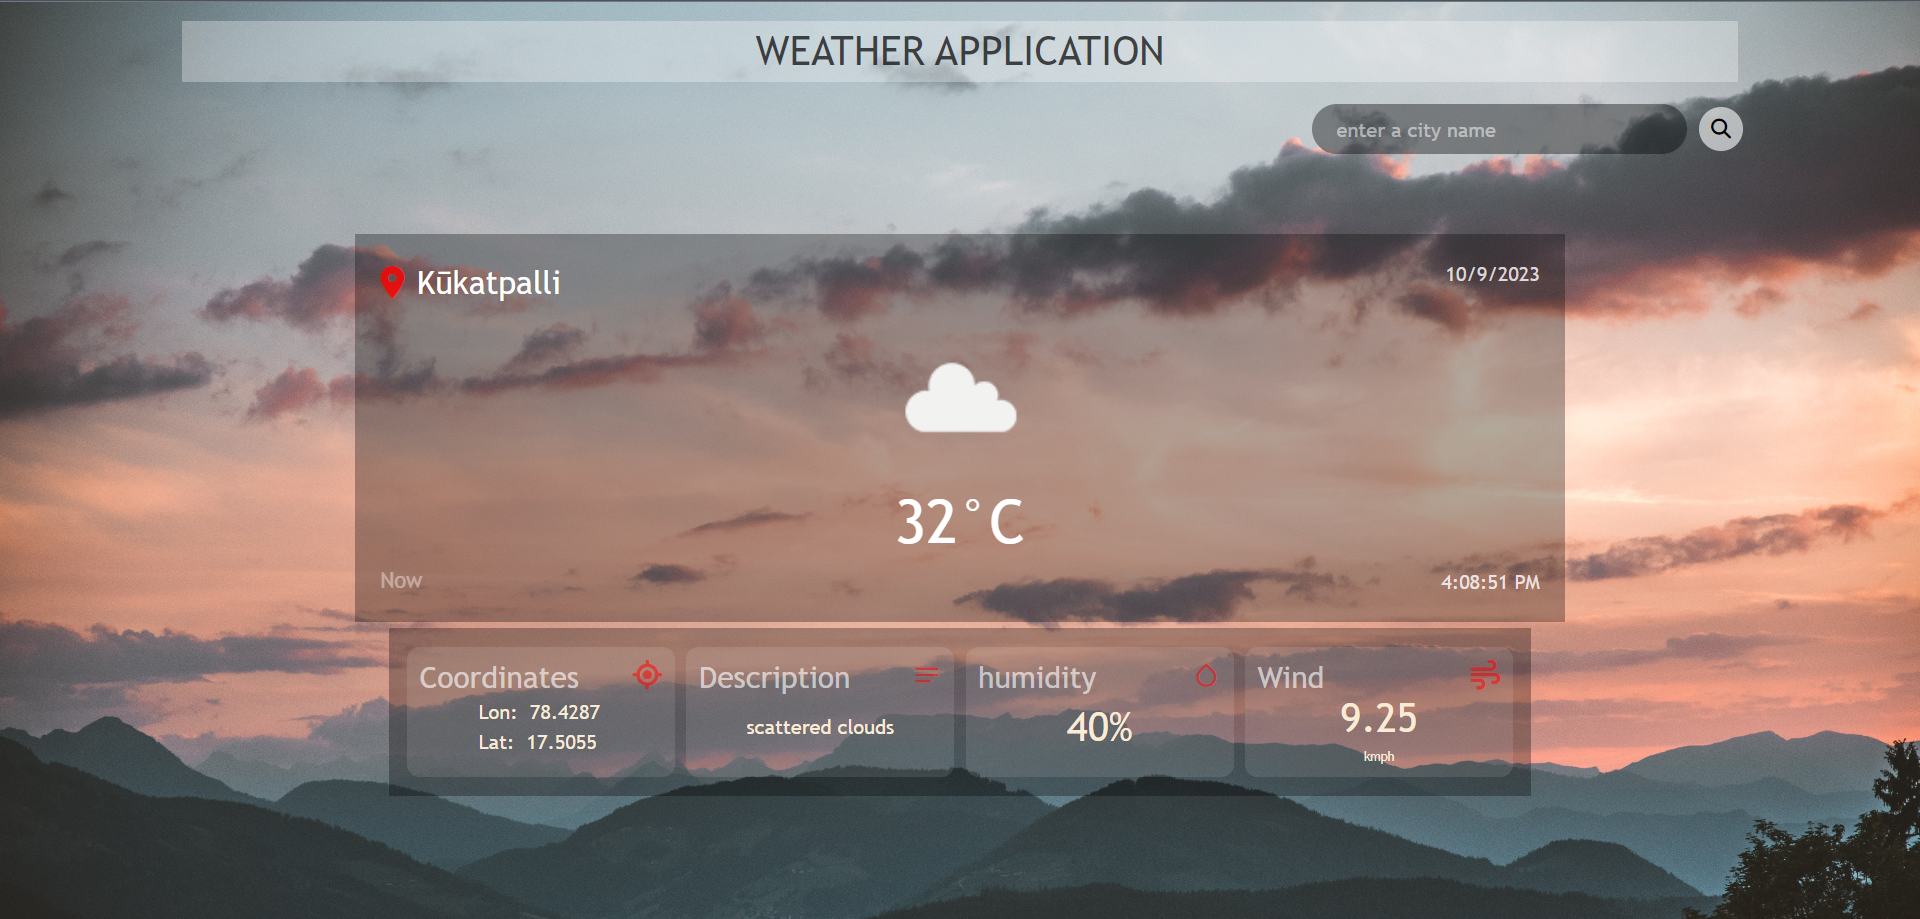 WEATHER APPLICATION
enter a city name
Kūkatpalli
10/9/2023
32°C
Now
4:08:51 PM
Coordinates
Lon: 78.4287
Lat: 17.5055
Description
scattered clouds
humidity
40%
Wind
9.25
kmph